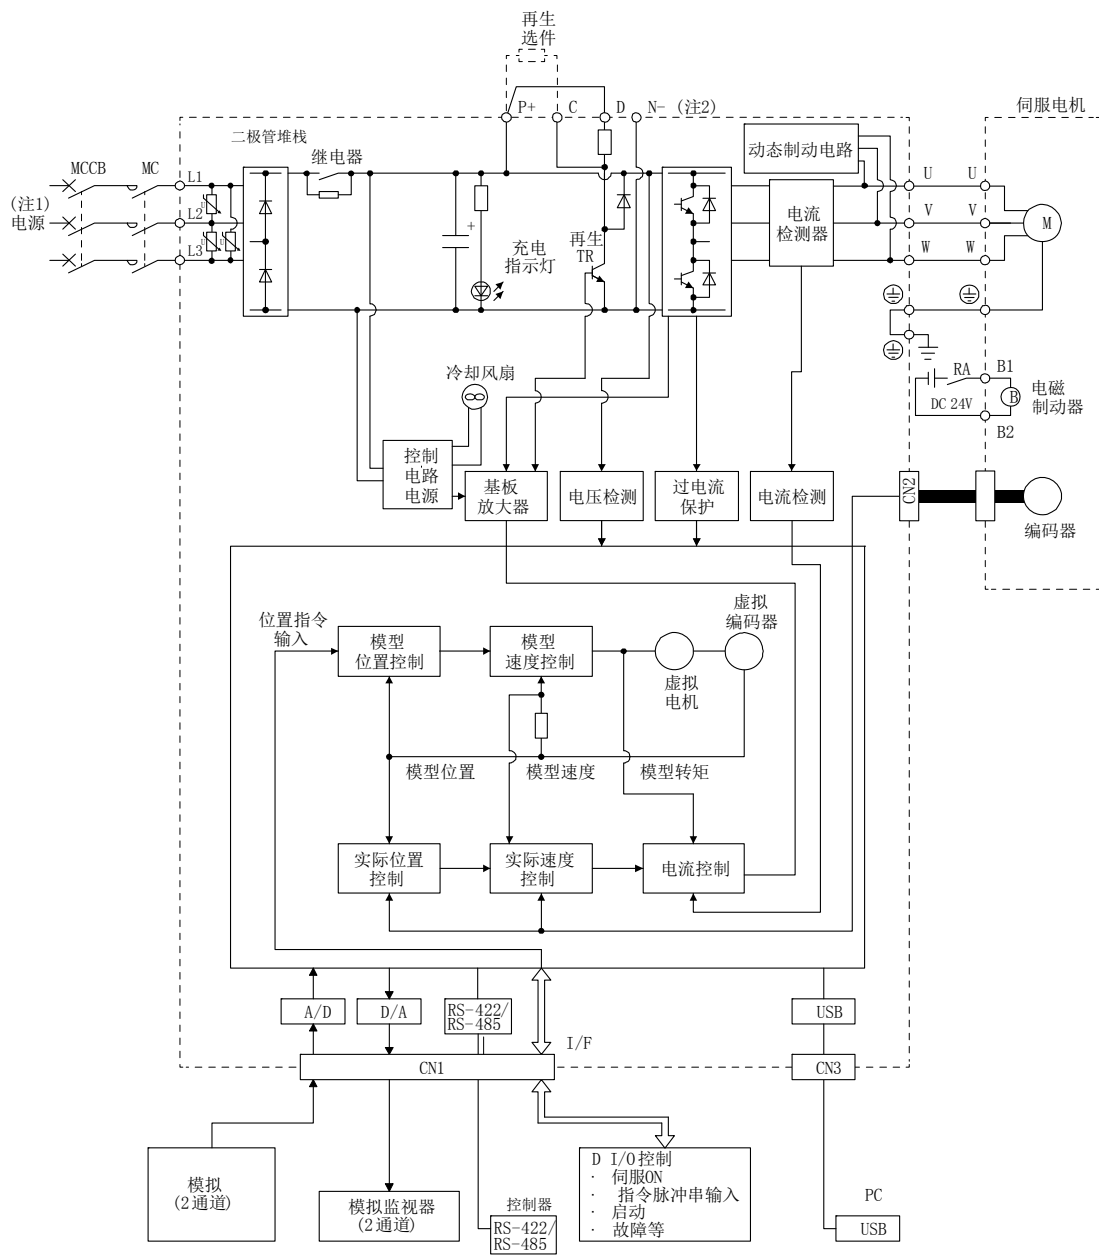 再生
选件
P+
C
D
N- (注2)
伺服电机
二极管堆栈
MCCB
MC
L1
继电器
动态制动电路
U
U
(注1)
电源
L2
V
V
M
电流
检测器
L3
W
W
+
充电
指示灯
再生
TR
冷却风扇
RA
B1
DC 24V
B
电磁
制动器
B2
控制
电路
电源
基板
放大器
电压检测
过电流
保护
电流检测
CN2
编码器
位置指令
输入
模型
位置控制
模型
速度控制
虚拟
编码器
虚拟
电机
模型位置
模型速度
模型转矩
实际位置
控制
实际速度
控制
电流控制
A/D
D/A
RS-422/
RS-485
USB
I/F
CN1
CN3
模拟
(2通道)
模拟监视器
(2通道)
控制器
RS-422/
RS-485
D I/O控制
· 伺服ON
· 指令脉冲串输入
· 启动
· 故障等
PC
USB